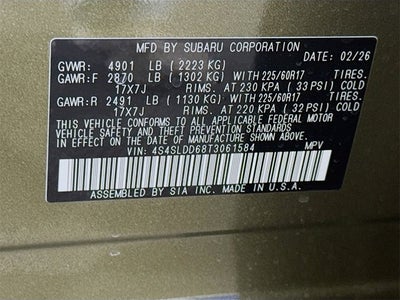 MFD. BY SUBARU CORPORATION
DATE: 02/26
GVWR: 4901 LB ( 2223 KG)
GAWR:F 2870 LB ( 1302 KG) WITH 225/60R17 TIRES.
17X7J RIMS. AT 230 KPA ( 33 PSI) COLD.
GAWR:R 2491 LB ( 1130 KG) WITH 225/60R17 TIRES.
17X7J RIMS. AT 220 KPA ( 32 PSI) COLD.
THIS VEHICLE CONFORMS TO ALL APPLICABLE FEDERAL MOTOR
VEHICLE SAFETY AND THEFT PREVENTION STANDARDS
IN EFFECT ON THE DATE OF MANUFACTURE SHOWN ABOVE.
VIN: 4S4SLDD68T3061584 MPV
ASSEMBLED BY SIA INC. MADE IN U.S.A.